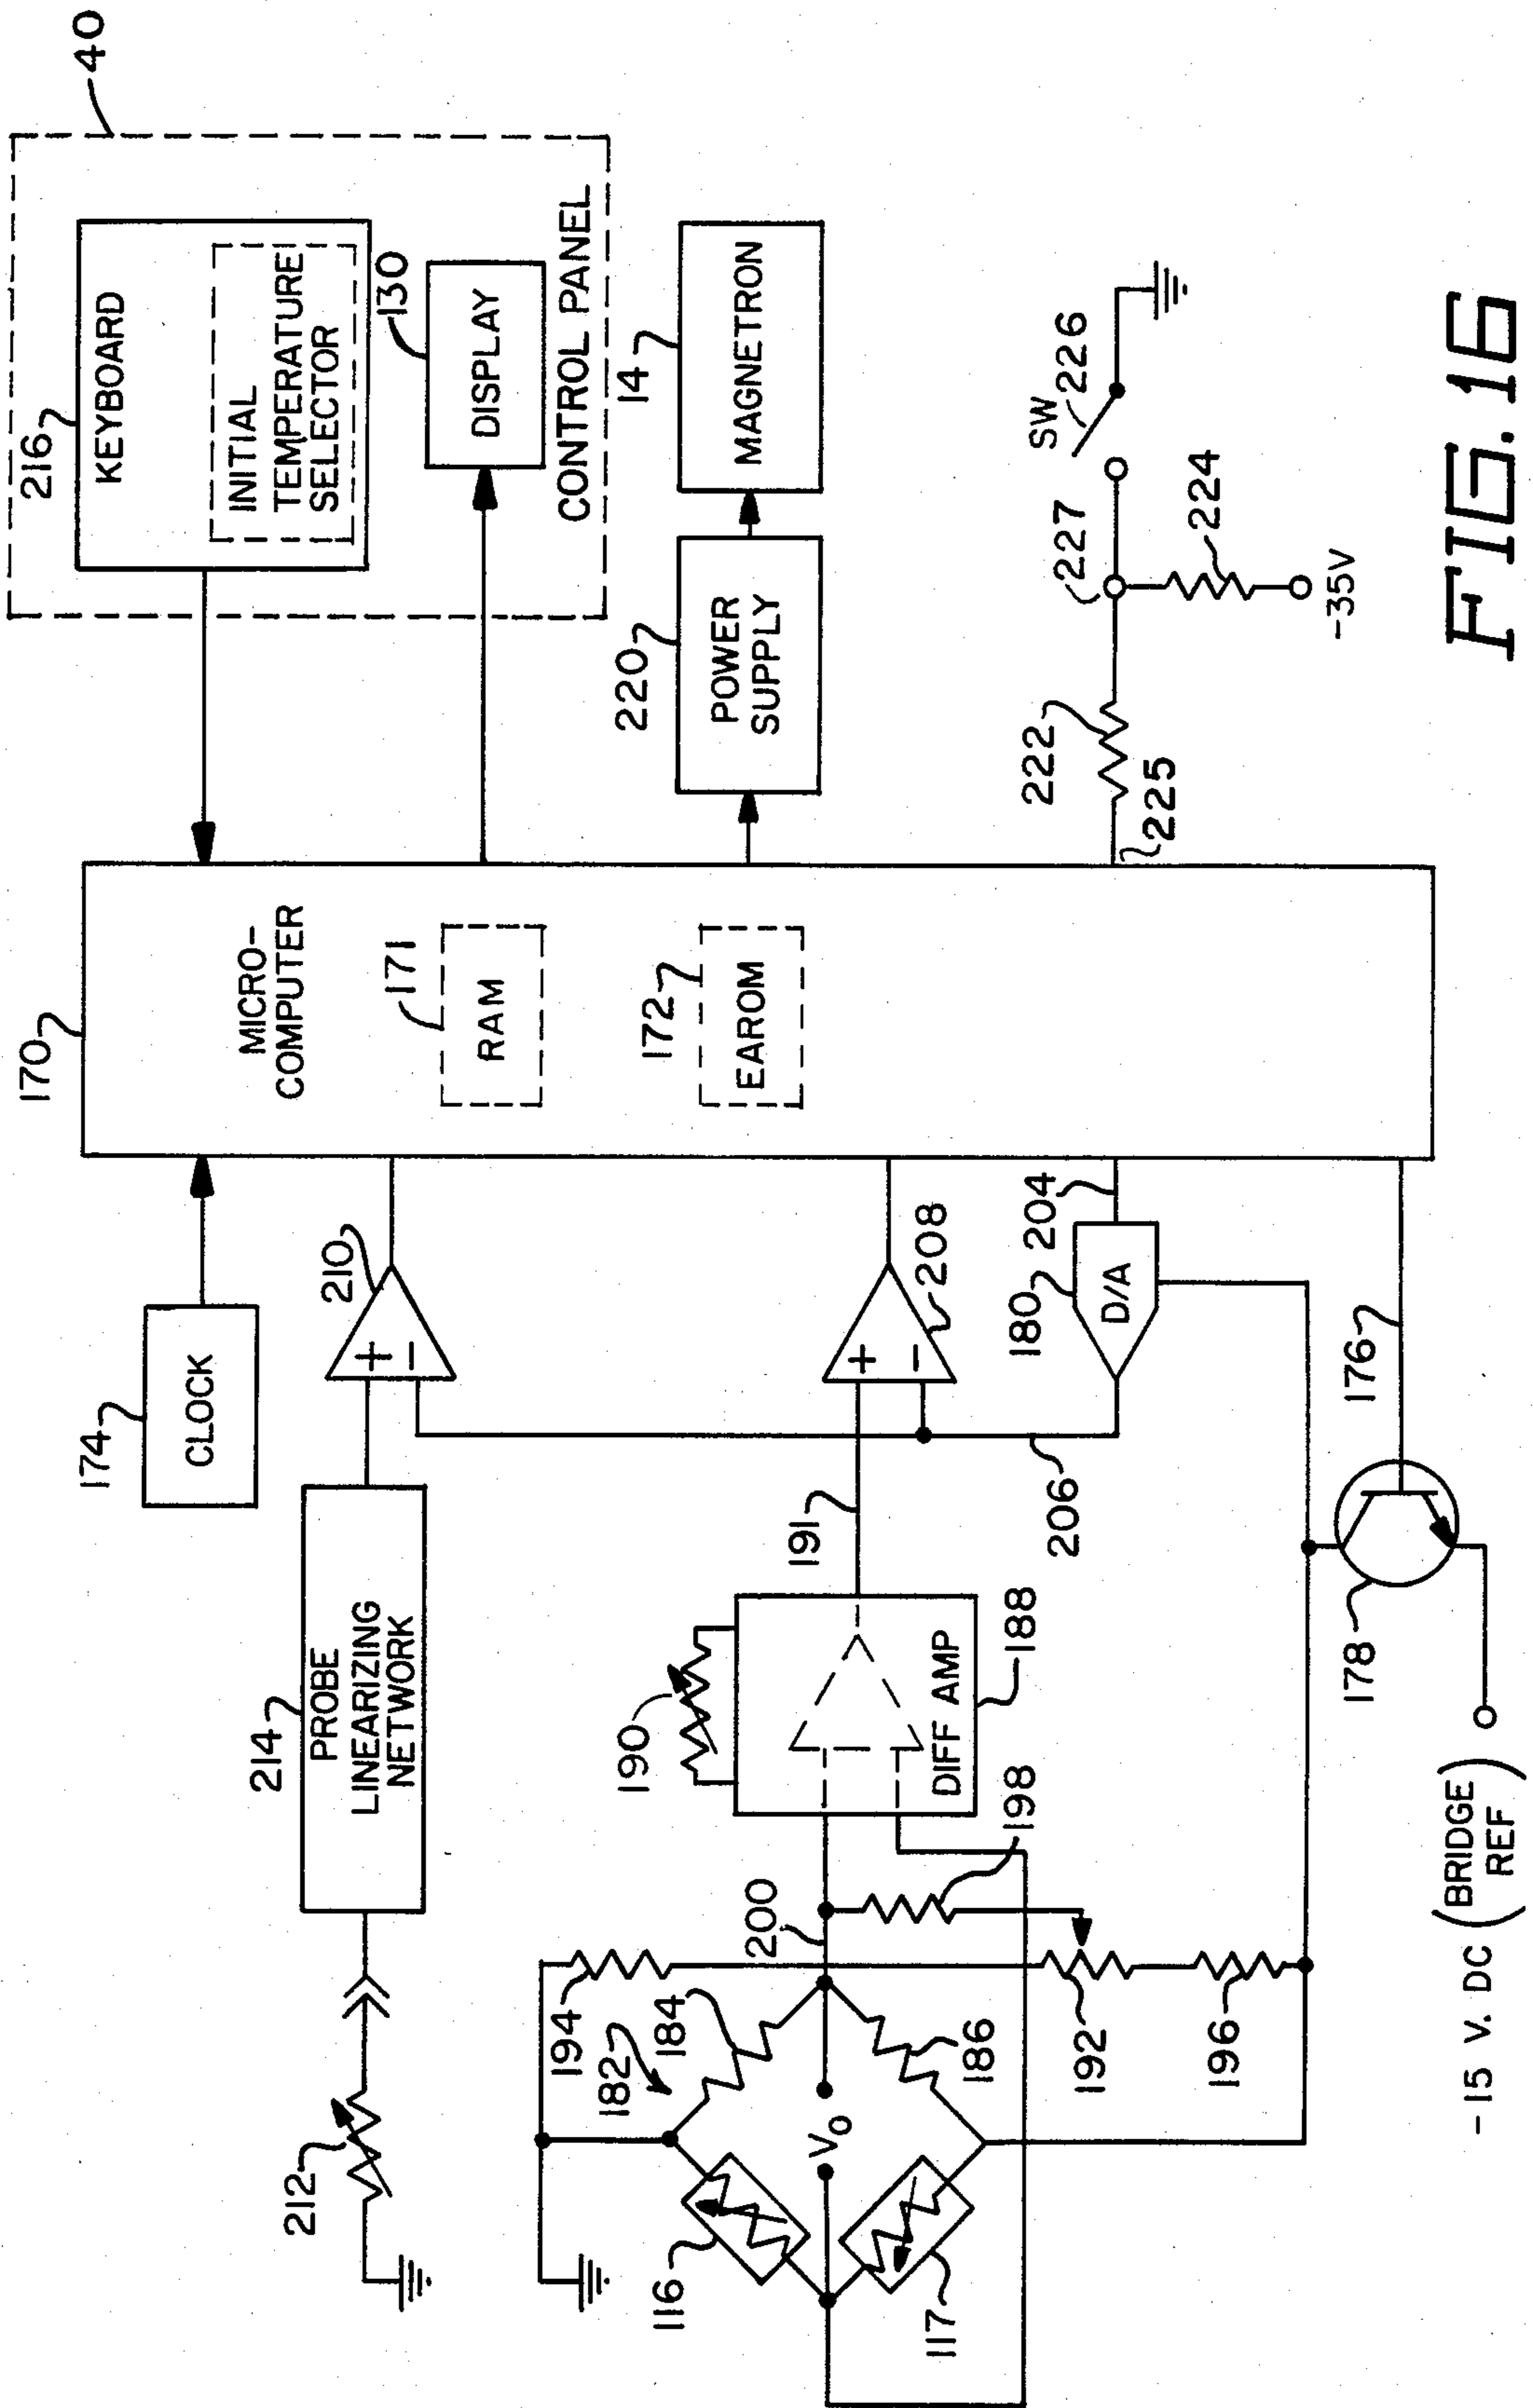 40
216
KEYBOARD
INITIAL
TEMPERATURE
SELECTOR
130
DISPLAY
CONTROL PANEL
14
MAGNETRON
220
POWER
SUPPLY
SW
226
227
224
-35V
222
225
170
MICRO-
COMPUTER
171
RAM
172
EAROM
174
CLOCK
210
+
-
208
+
-
204
180
D/A
176
206
191
178
-15 V. DC (BRIDGE
REF)
214
PROBE
LINEARIZING
NETWORK
190
DIFF AMP
188
198
200
212
194
182
184
186
192
196
Vo
116
117
FIG. 16